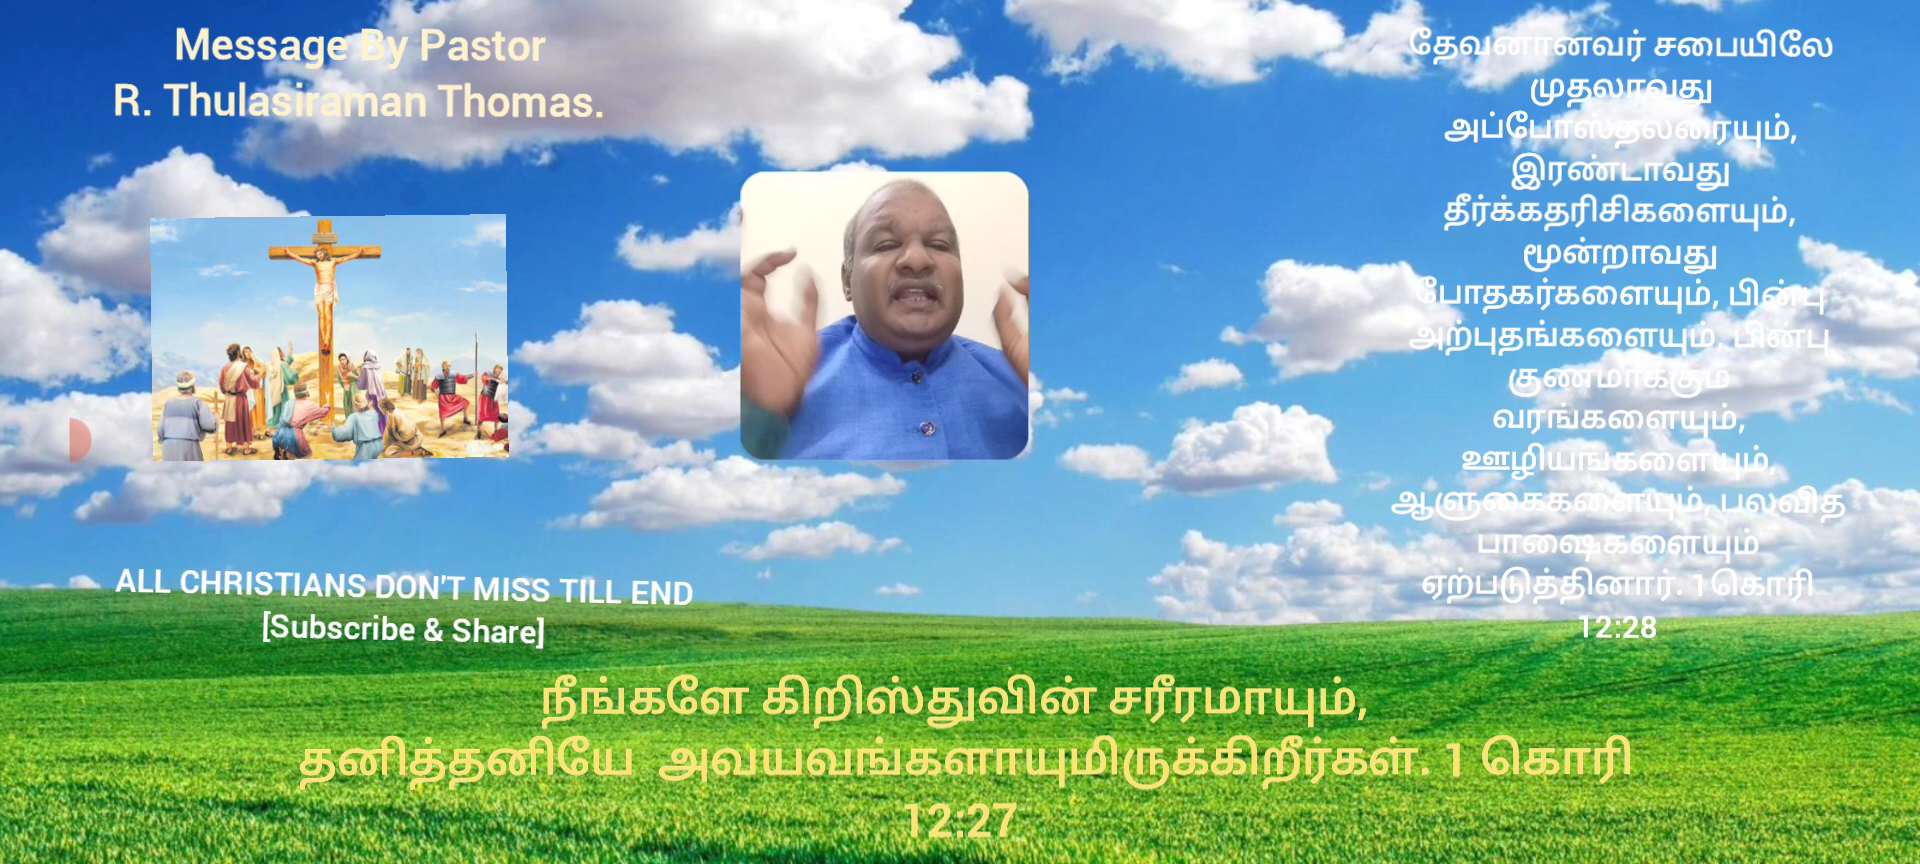 Message By Pastor
R. Thulasiraman Thomas.
தேவனானவர் சபையிலே
முதலாவது
அப்போஸ்தலரையும்,
இரண்டாவது
தீர்க்கதரிசிகளையும்,
மூன்றாவது
போதகர்களையும், பின்பு
அற்புதங்களையும், பின்பு
குணமாக்கும்
வரங்களையும்,
ஊழியங்களையும்,
ஆளுகைகளையும், பலவித
பாஷைகளையும்
ஏற்படுத்தினார். 1 கொரி
12:28
ALL CHRISTIANS DON'T MISS TILL END
[Subscribe & Share]
நீங்களே கிறிஸ்துவின் சரீரமாயும்,
தனித்தனியே அவயவங்களாயுமிருக்கிறீர்கள். 1 கொரி
12:27